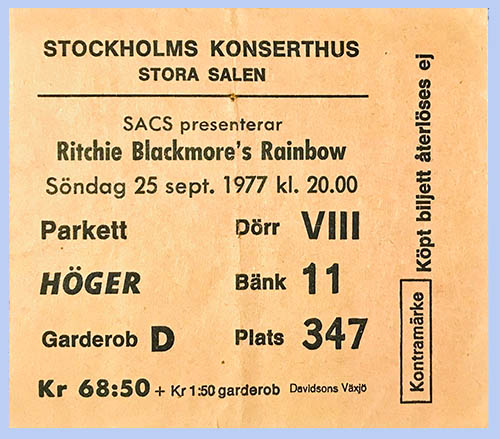 STOCKHOLMS KONSERTHUS
STORA SALEN
SACS presenterar
Ritchie Blackmore's Rainbow
Söndag 25 sept. 1977 kl. 20.00
Parkett Dörr VIII
HÖGER Bänk 11
Garderob D Plats 347
Kr 68:50 + Kr 1:50 garderob Davidsons Växjö
Kontramärke Köpt biljett återlöses ej